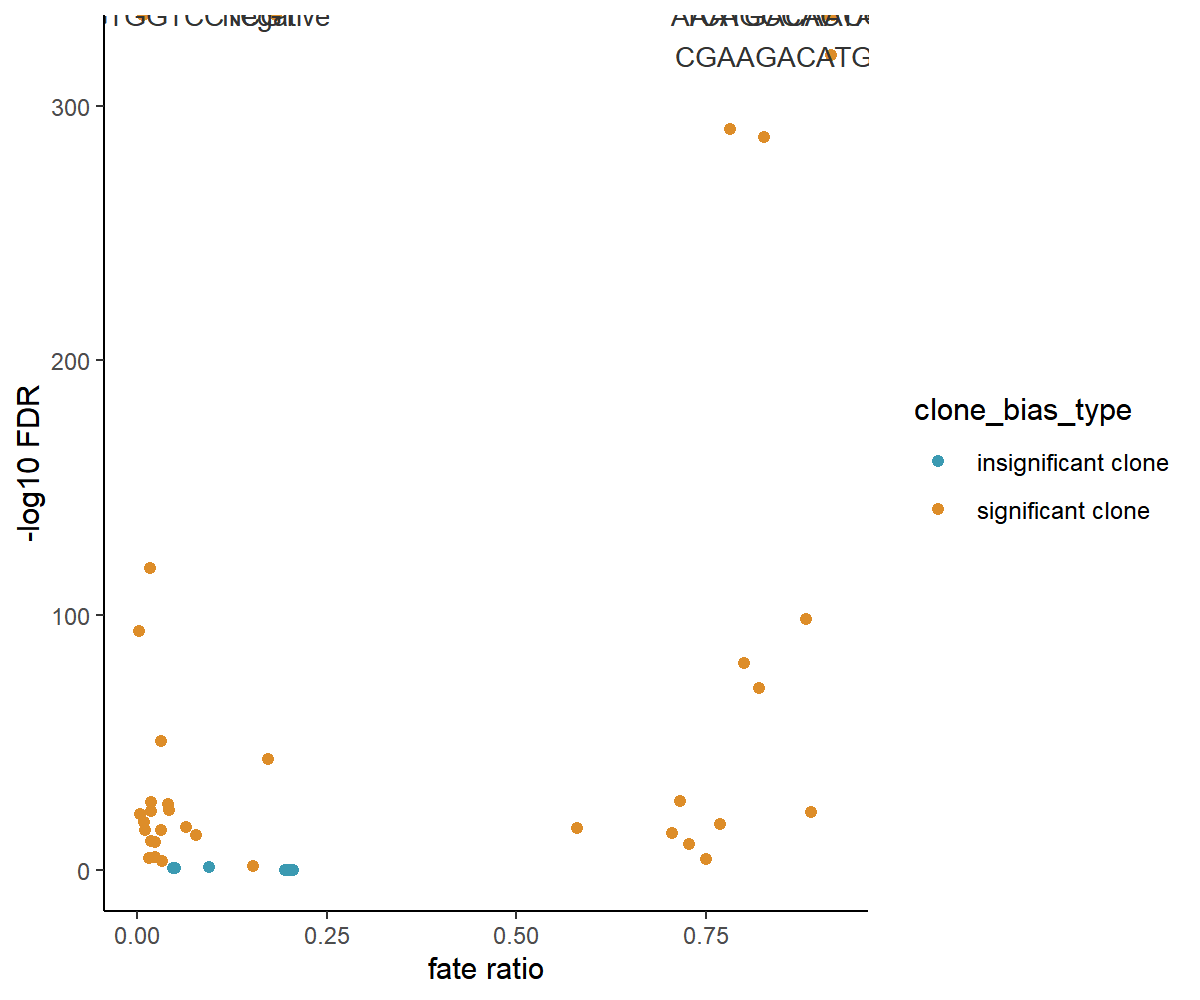 CGAAGACATG
300
200
100
0
-log10 FDR
0.00
0.25
0.50
0.75
fate ratio
clone_bias_type
insignificant clone
significant clone